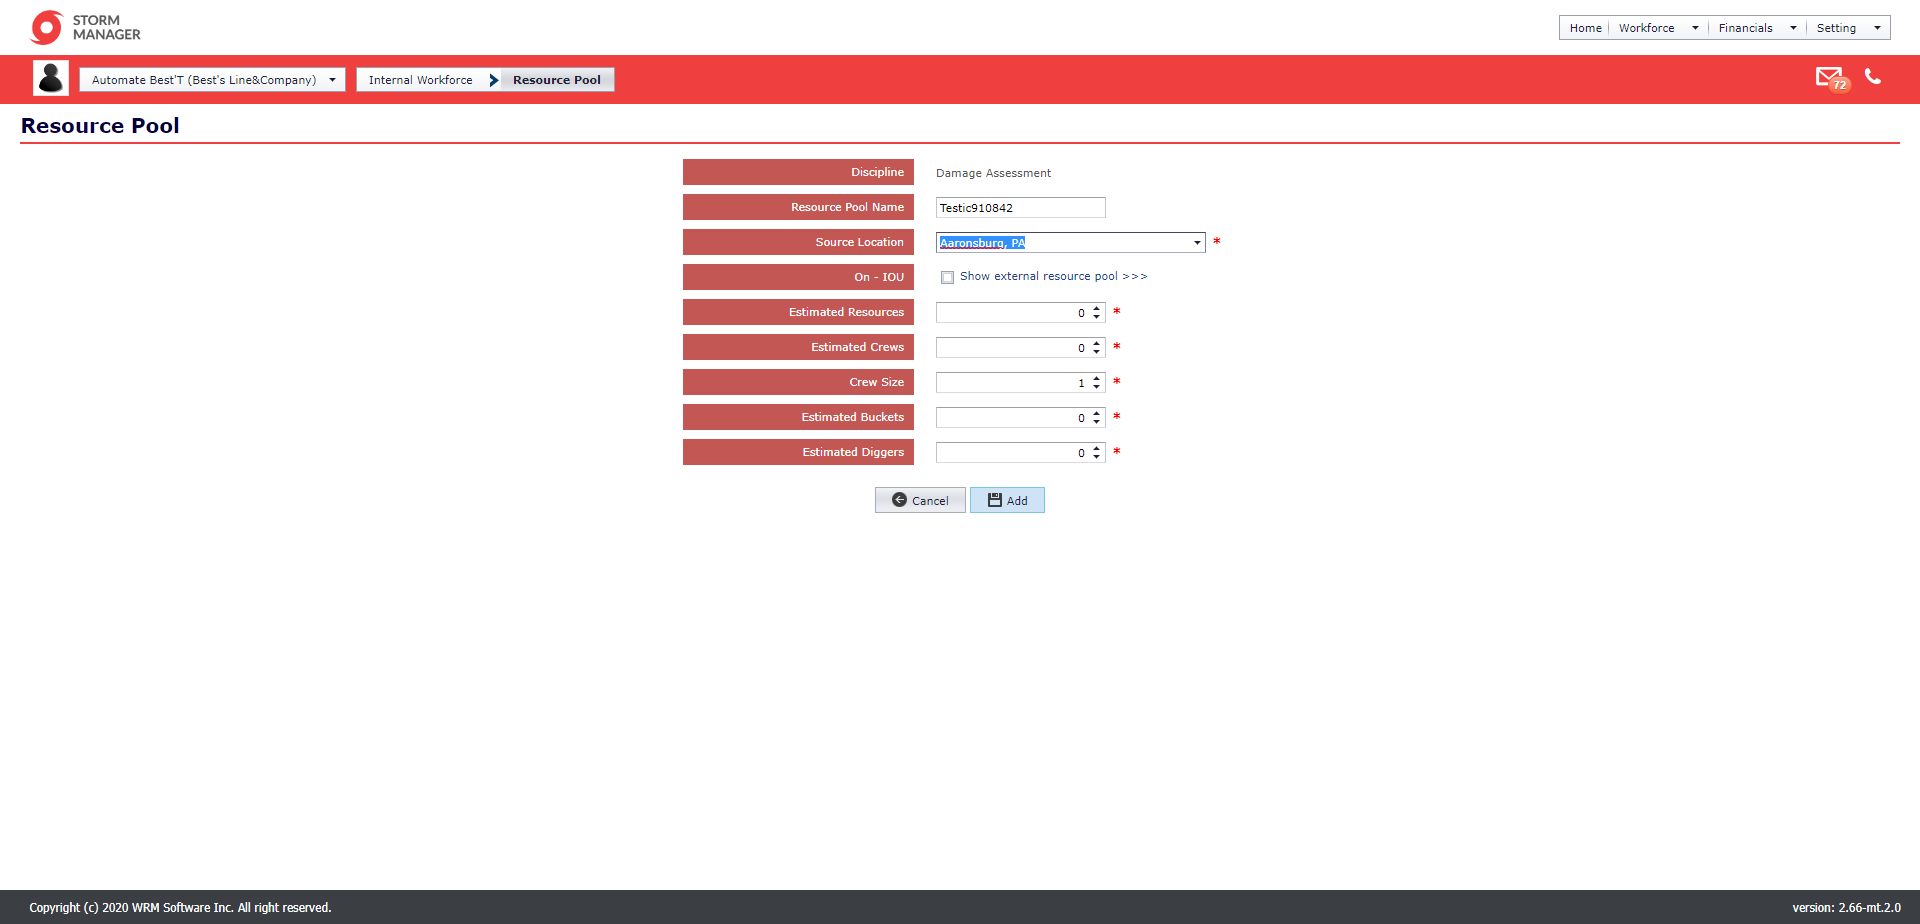 STORM
MANAGER
Home Workforce Financials Setting
Automate Best'T (Best's Line&Company) Internal Workforce Resource Pool
72
Resource Pool
Discipline Damage Assessment
Resource Pool Name Testic910842
Source Location Aaronsburg, PA *
On - IOU Show external resource pool >>>
Estimated Resources 0 *
Estimated Crews 0 *
Crew Size 1 *
Estimated Buckets 0 *
Estimated Diggers 0 *
Cancel Add
Copyright (c) 2020 WRM Software Inc. All right reserved. version: 2.66-mt.2.0